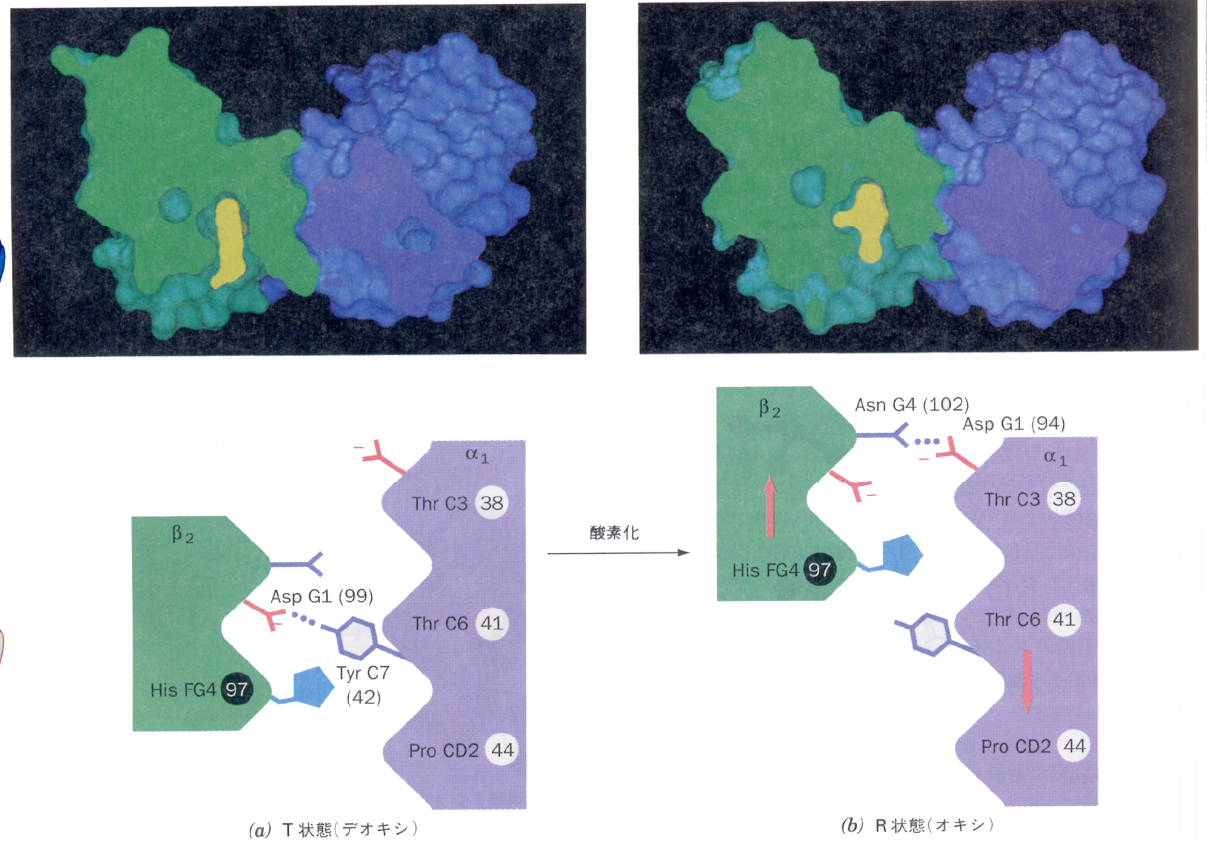 β2
Asp G1 (99)
His FG4 97
Tyr C7
(42)
α1
Thr C3 38
Thr C6 41
Pro CD2 44
(a) T 状態(デオキシ)
酸素化
β2
Asn G4 (102)
Asp G1 (94)
His FG4 97
α1
Thr C3 38
Thr C6 41
Pro CD2 44
(b) R 状態(オキシ)